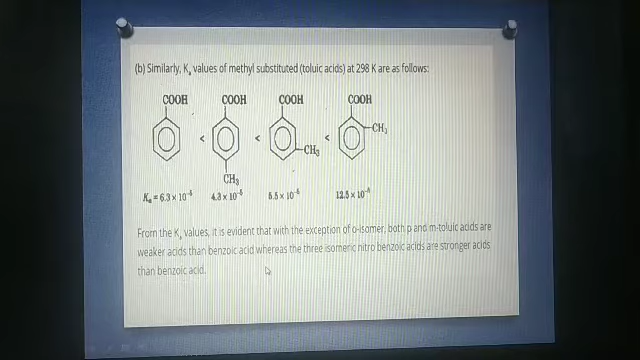 (b) Similarly, Kₐ values of methyl substituted (toluic acids) at 298 K are as follows:
COOH COOH COOH COOH
< < < CH₃
CH₃
CH₃
Kₐ = 6.3 x 10⁻⁵ 4.3 x 10⁻⁵ 5.5 x 10⁻⁵ 12.5 x 10⁻⁵
From the Kₐ values, it is evident that with the exception of o-isomer, both p and m-toluic acids are
weaker acids than benzoic acid whereas the three isomeric nitro benzoic acids are stronger acids
than benzoic acid.